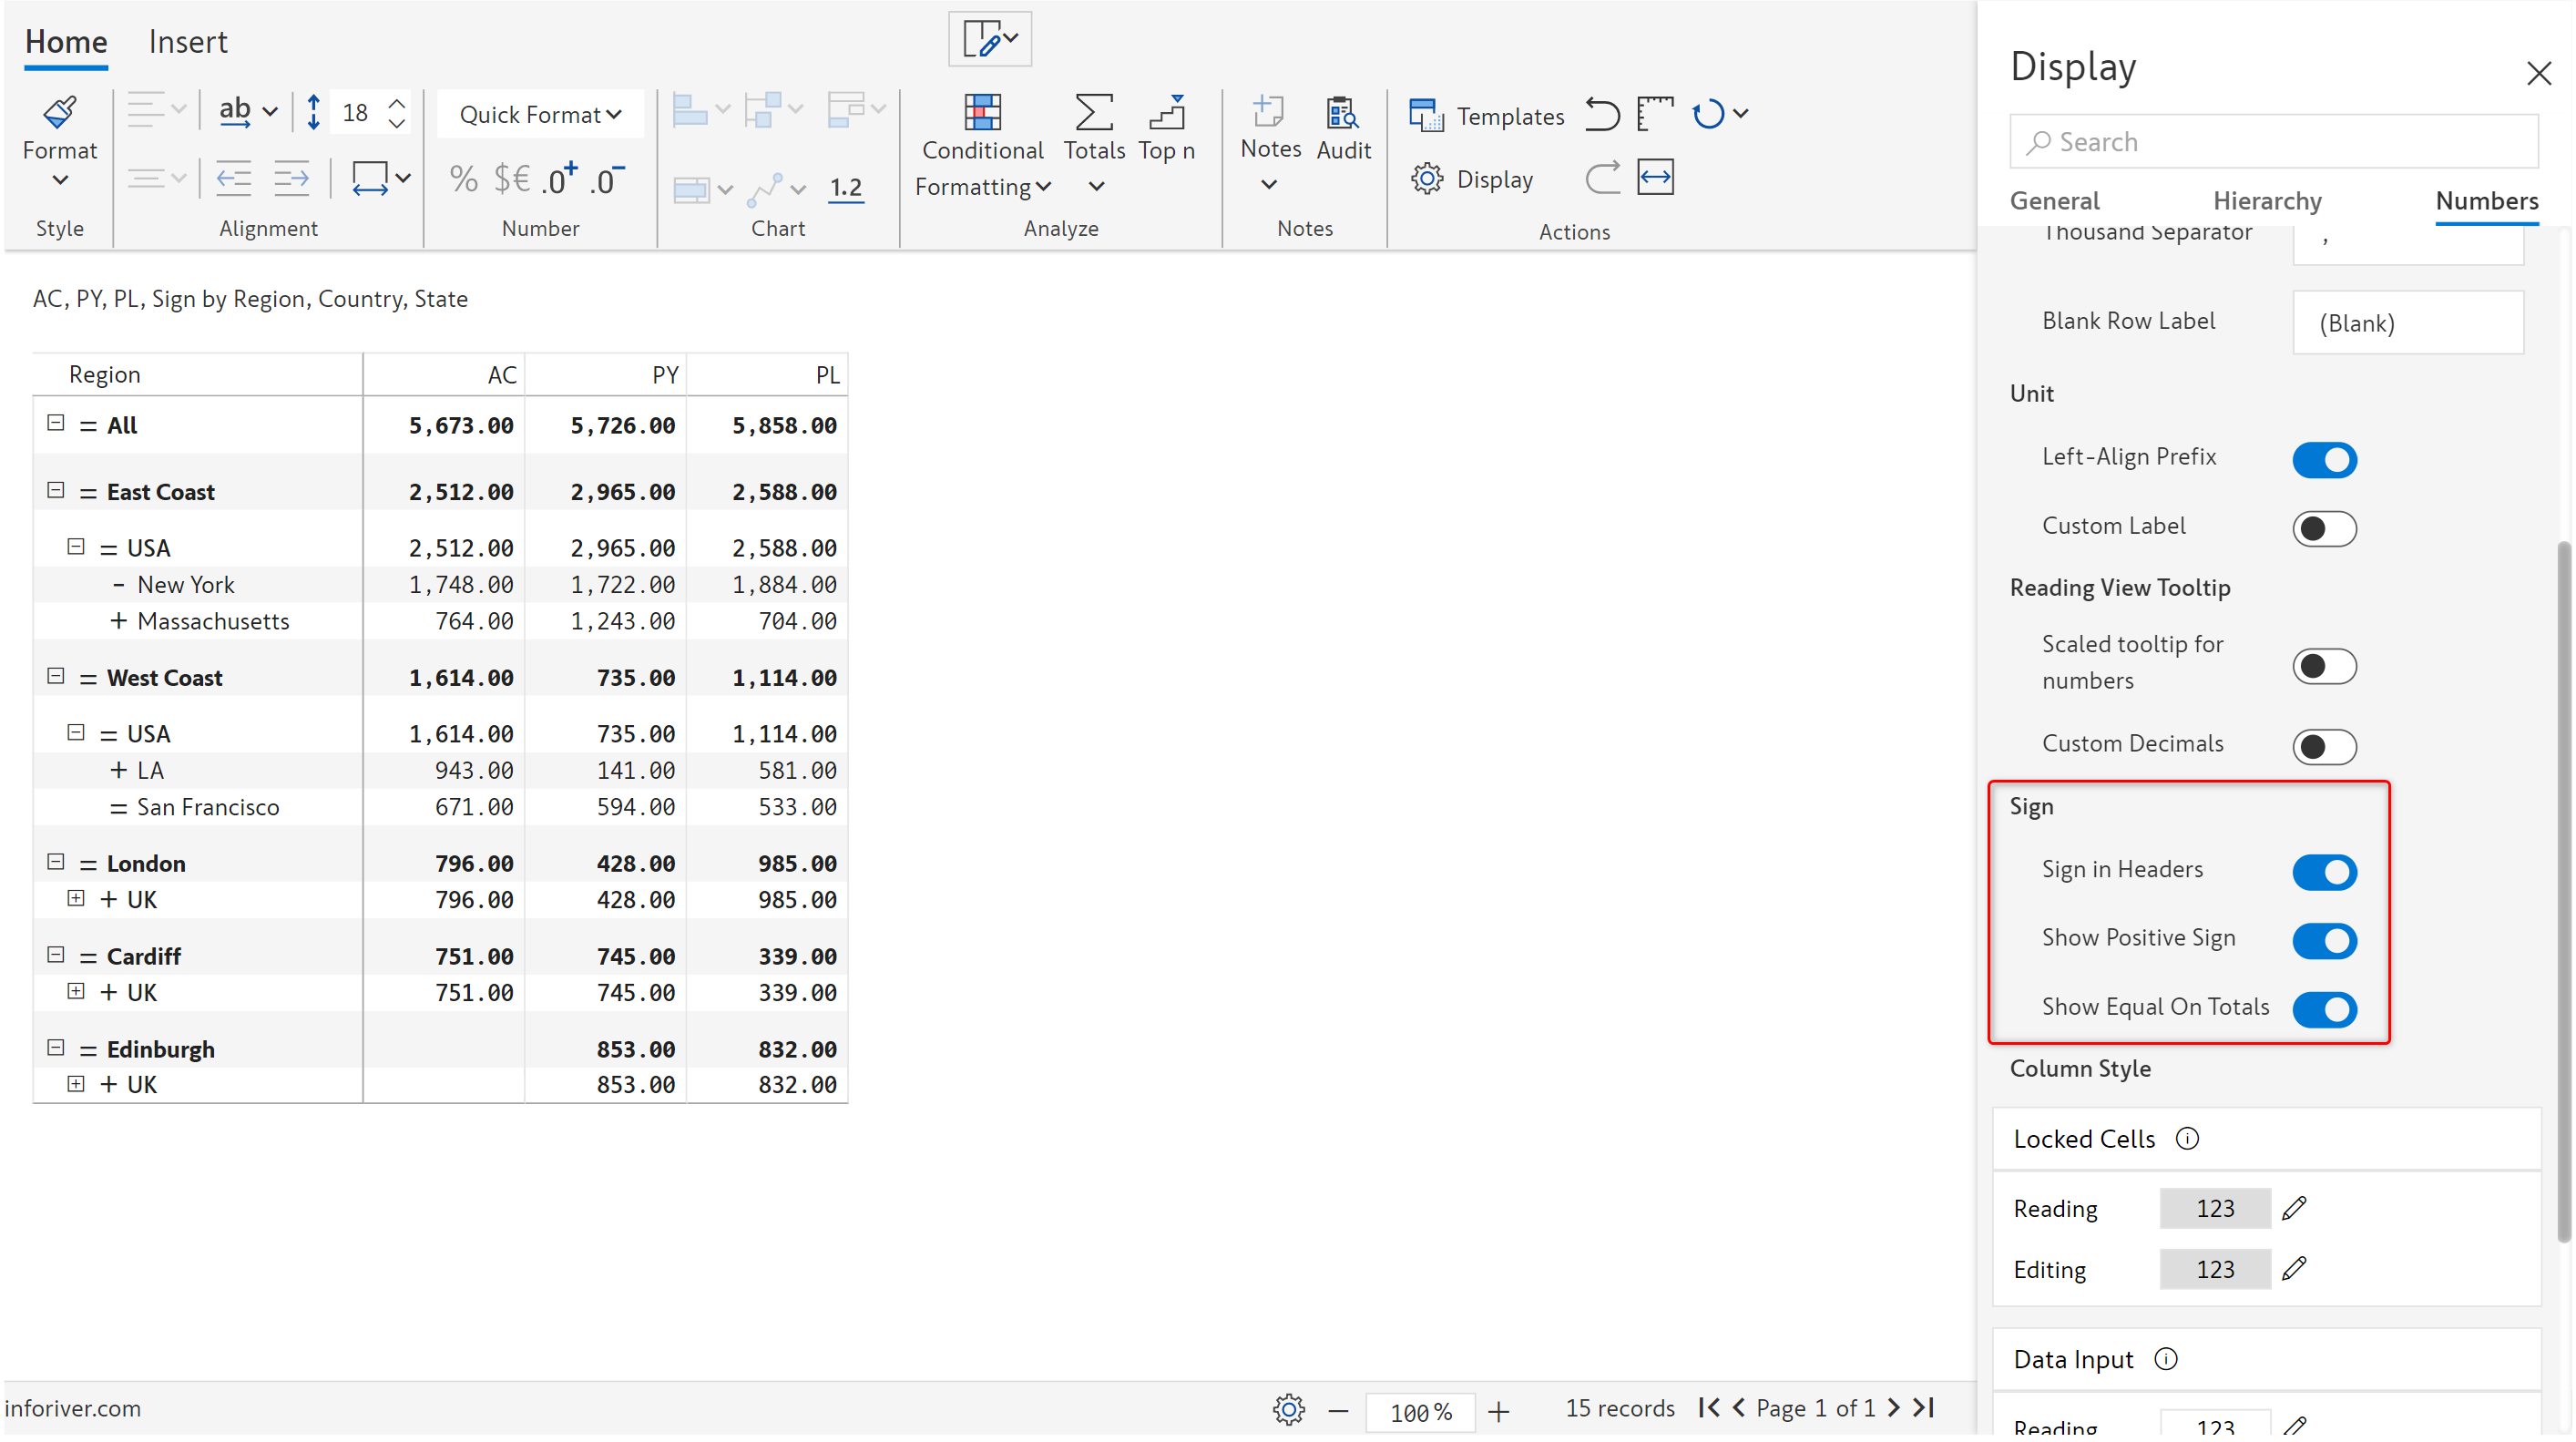 Home Insert
Format
Style
ab 18
Alignment
Quick Format
% $€ .0+ .0−
Number
1.2
Chart
Conditional Formatting
Totals
Top n
Analyze
Notes
Audit
Notes
Templates
Display
Actions
AC, PY, PL, Sign by Region, Country, State
Region AC PY PL
= All 5,673.00 5,726.00 5,858.00
= East Coast 2,512.00 2,965.00 2,588.00
= USA 2,512.00 2,965.00 2,588.00
- New York 1,748.00 1,722.00 1,884.00
+ Massachusetts 764.00 1,243.00 704.00
= West Coast 1,614.00 735.00 1,114.00
= USA 1,614.00 735.00 1,114.00
+ LA 943.00 141.00 581.00
= San Francisco 671.00 594.00 533.00
= London 796.00 428.00 985.00
+ UK 796.00 428.00 985.00
= Cardiff 751.00 745.00 339.00
+ UK 751.00 745.00 339.00
= Edinburgh 853.00 832.00
+ UK 853.00 832.00
inforiver.com
100%
15 records
Page 1 of 1
Display
Search
General Hierarchy Numbers
Thousand Separator ,
Blank Row Label (Blank)
Unit
Left-Align Prefix
Custom Label
Reading View Tooltip
Scaled tooltip for
numbers
Custom Decimals
Sign
Sign in Headers
Show Positive Sign
Show Equal On Totals
Column Style
Locked Cells
Reading 123
Editing 123
Data Input
Reading 123